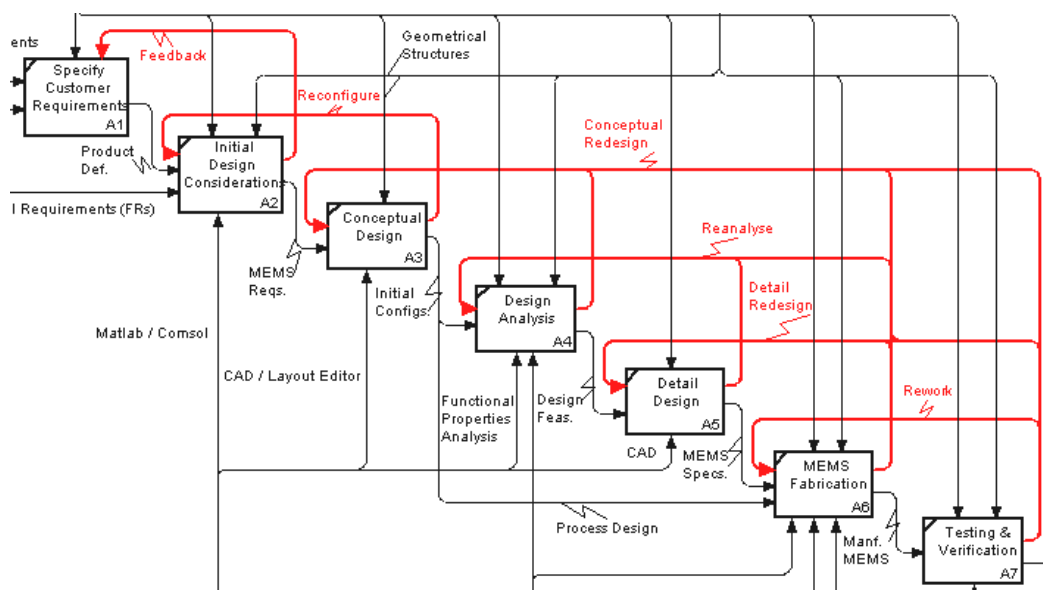 ents
Feedback
Geometrical
Structures
Specify
Customer
Requirements
A1
Reconfigure
Product
Def.
Initial
Design
Considerations
A2
Conceptual
Redesign
l Requirements (FRs)
Conceptual
Design
A3
MEMS
Reqs.
Initial
Configs.
Reanalyse
Design
Analysis
A4
Detail
Redesign
Matlab / Comsol
CAD / Layout Editor
Functional
Properties
Analysis
Design
Feas.
Detail
Design
A5
Rework
CAD
MEMS
Specs.
MEMS
Fabrication
A6
Process Design
Manf.
MEMS
Testing &
Verification
A7